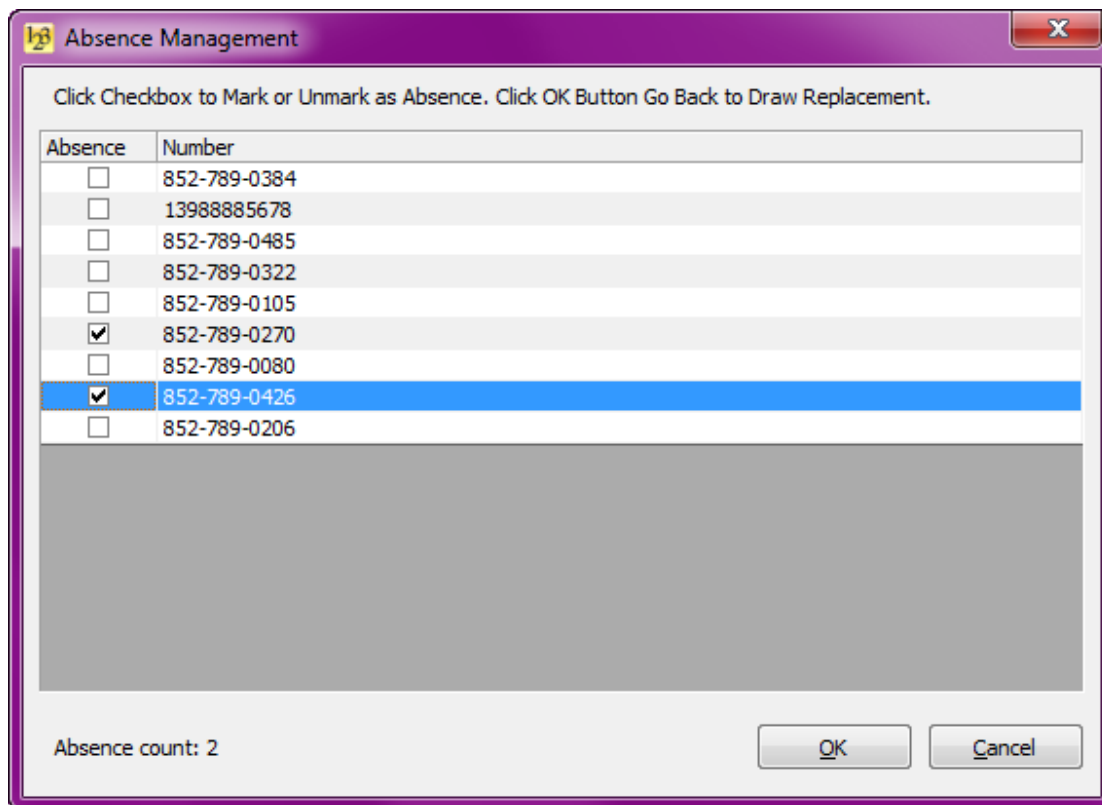 123 Absence Management
Click Checkbox to Mark or Unmark as Absence. Click OK Button Go Back to Draw Replacement.
Absence Number
852-789-0384
13988885678
852-789-0485
852-789-0322
852-789-0105
852-789-0270
852-789-0080
852-789-0426
852-789-0206
Absence count: 2 OK Cancel